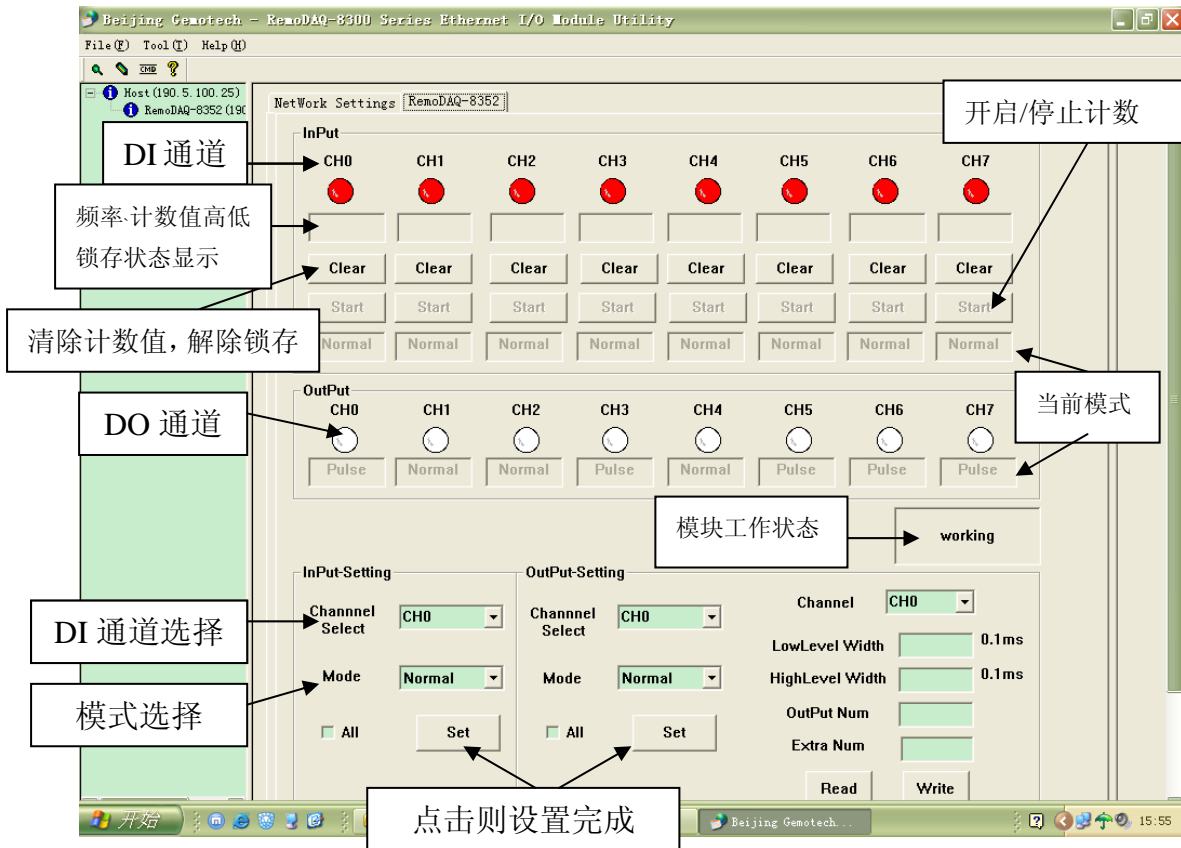 Beijing Gemotech - RemoDAQ-8300 Series Ethernet I/O Module Utility
File(F) Tool(T) Help(H)
CMD
Host(190.5.100.25)
RemoDAQ-8352(190
NetWork Settings RemoDAQ-8352
开启/停止计数
InPut
DI 通道
CH0 CH1 CH2 CH3 CH4 CH5 CH6 CH7
频率·计数值高低
锁存状态显示
Clear Clear Clear Clear Clear Clear Clear Clear
Start Start Start Start Start Start Start Start
清除计数值，解除锁存
Normal Normal Normal Normal Normal Normal Normal Normal
OutPut
CH0 CH1 CH2 CH3 CH4 CH5 CH6 CH7
当前模式
DO 通道
Pulse Normal Normal Pulse Normal Pulse Pulse Pulse
模块工作状态
working
InPut-Setting
OutPut-Setting
DI 通道选择
Channnel
Select
CH0
Channnel
Select
CH0
Channel CH0
LowLevel Width 0.1ms
模式选择
Mode Normal
Mode Normal
HighLevel Width 0.1ms
OutPut Num
All Set
All Set
Extra Num
Read Write
点击则设置完成
开始
Beijing Gemotech...
15:55